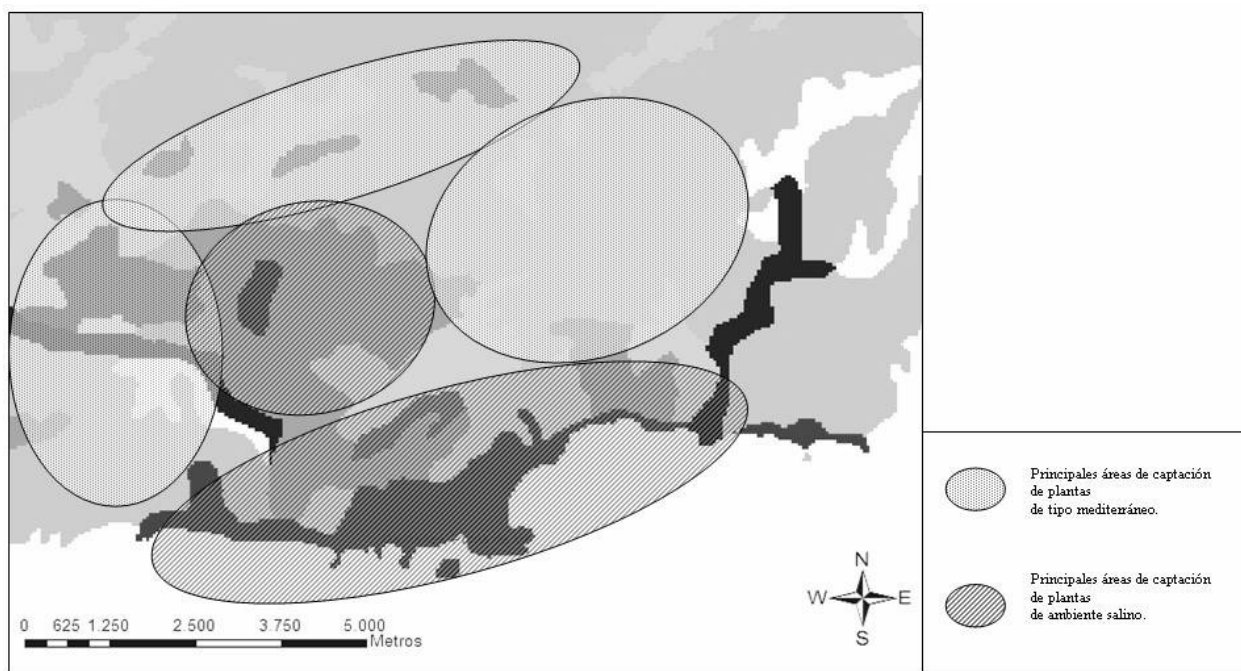 N
W E
S
0 625 1.250 2.500 3.750 5.000
Metros
Principales áreas de captación
de plantas
de tipo mediterráneo.
Principales áreas de captación
de plantas
de ambiente salino.